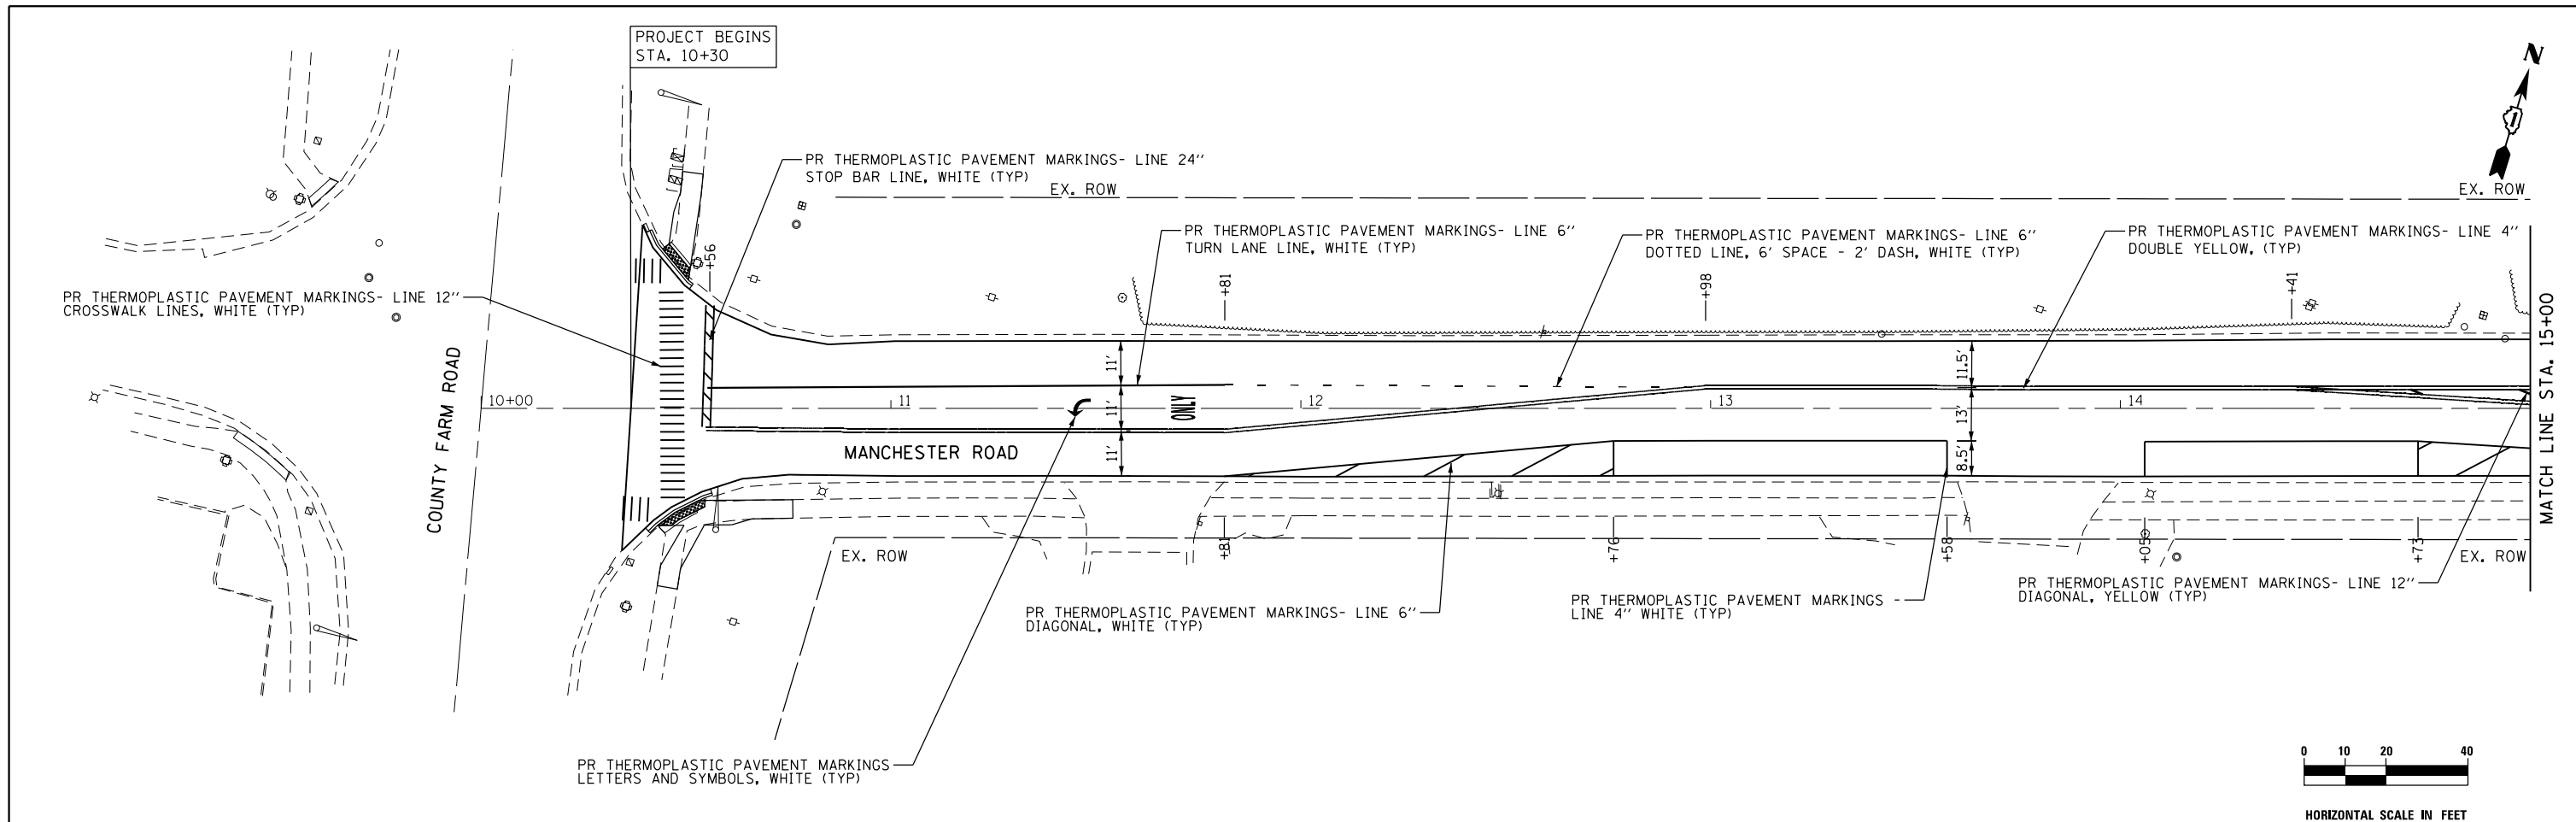 PROJECT BEGINS
STA. 10+30
N
1
PR THERMOPLASTIC PAVEMENT MARKINGS- LINE 24"
STOP BAR LINE, WHITE (TYP)
EX. ROW
EX. ROW
PR THERMOPLASTIC PAVEMENT MARKINGS- LINE 6"
TURN LANE LINE, WHITE (TYP)
PR THERMOPLASTIC PAVEMENT MARKINGS- LINE 6"
DOTTED LINE, 6' SPACE - 2' DASH, WHITE (TYP)
PR THERMOPLASTIC PAVEMENT MARKINGS- LINE 4"
DOUBLE YELLOW, (TYP)
+56
+81
+98
+41
PR THERMOPLASTIC PAVEMENT MARKINGS- LINE 12"
CROSSWALK LINES, WHITE (TYP)
COUNTY FARM ROAD
10+00
11
12
13
14
11'
11'
11'
ONLY
11.5'
13'
8.5'
MANCHESTER ROAD
MATCH LINE STA. 15+00
+81
+76
+58
+05
+73
EX. ROW
EX. ROW
PR THERMOPLASTIC PAVEMENT MARKINGS- LINE 6"
DIAGONAL, WHITE (TYP)
PR THERMOPLASTIC PAVEMENT MARKINGS -
LINE 4" WHITE (TYP)
PR THERMOPLASTIC PAVEMENT MARKINGS- LINE 12"
DIAGONAL, YELLOW (TYP)
PR THERMOPLASTIC PAVEMENT MARKINGS
LETTERS AND SYMBOLS, WHITE (TYP)
0 10 20 40
HORIZONTAL SCALE IN FEET